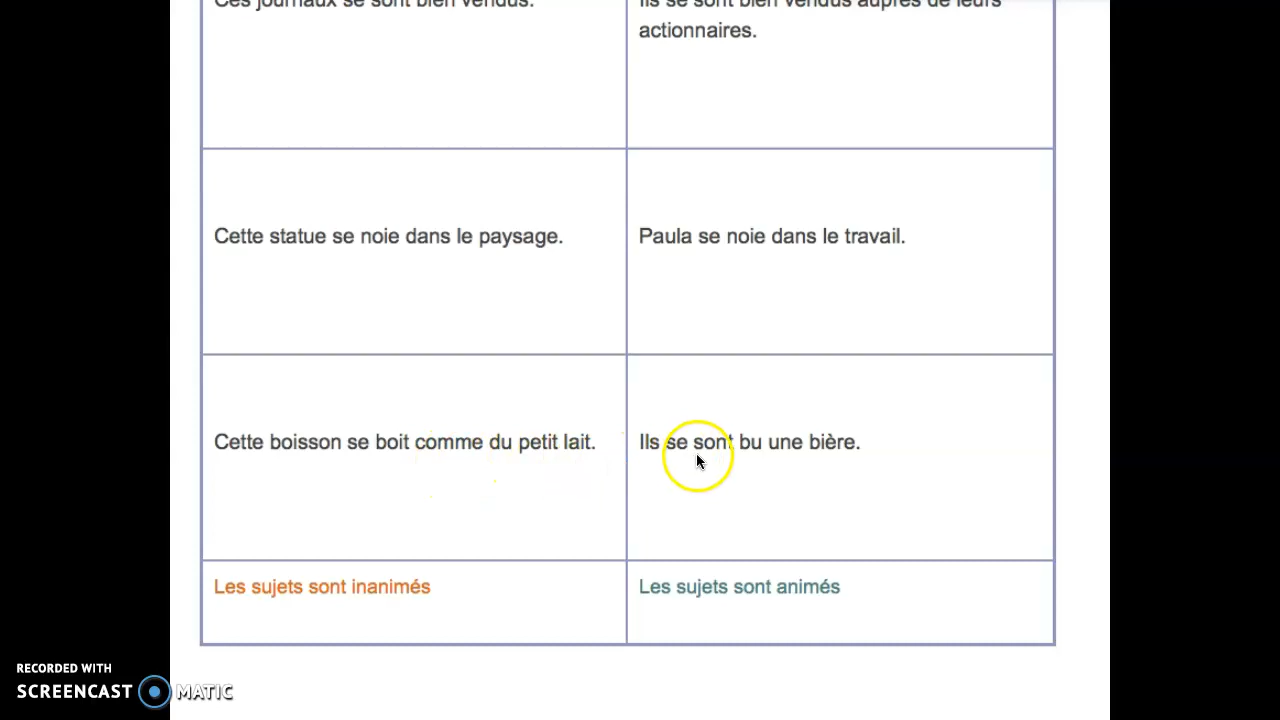 Ces journaux se sont bien vendus.
Ils se sont bien vendus auprès de leurs
actionnaires.
Cette statue se noie dans le paysage.
Paula se noie dans le travail.
Cette boisson se boit comme du petit lait.
Ils se sont bu une bière.
Les sujets sont inanimés
Les sujets sont animés
RECORDED WITH
SCREENCAST MATIC